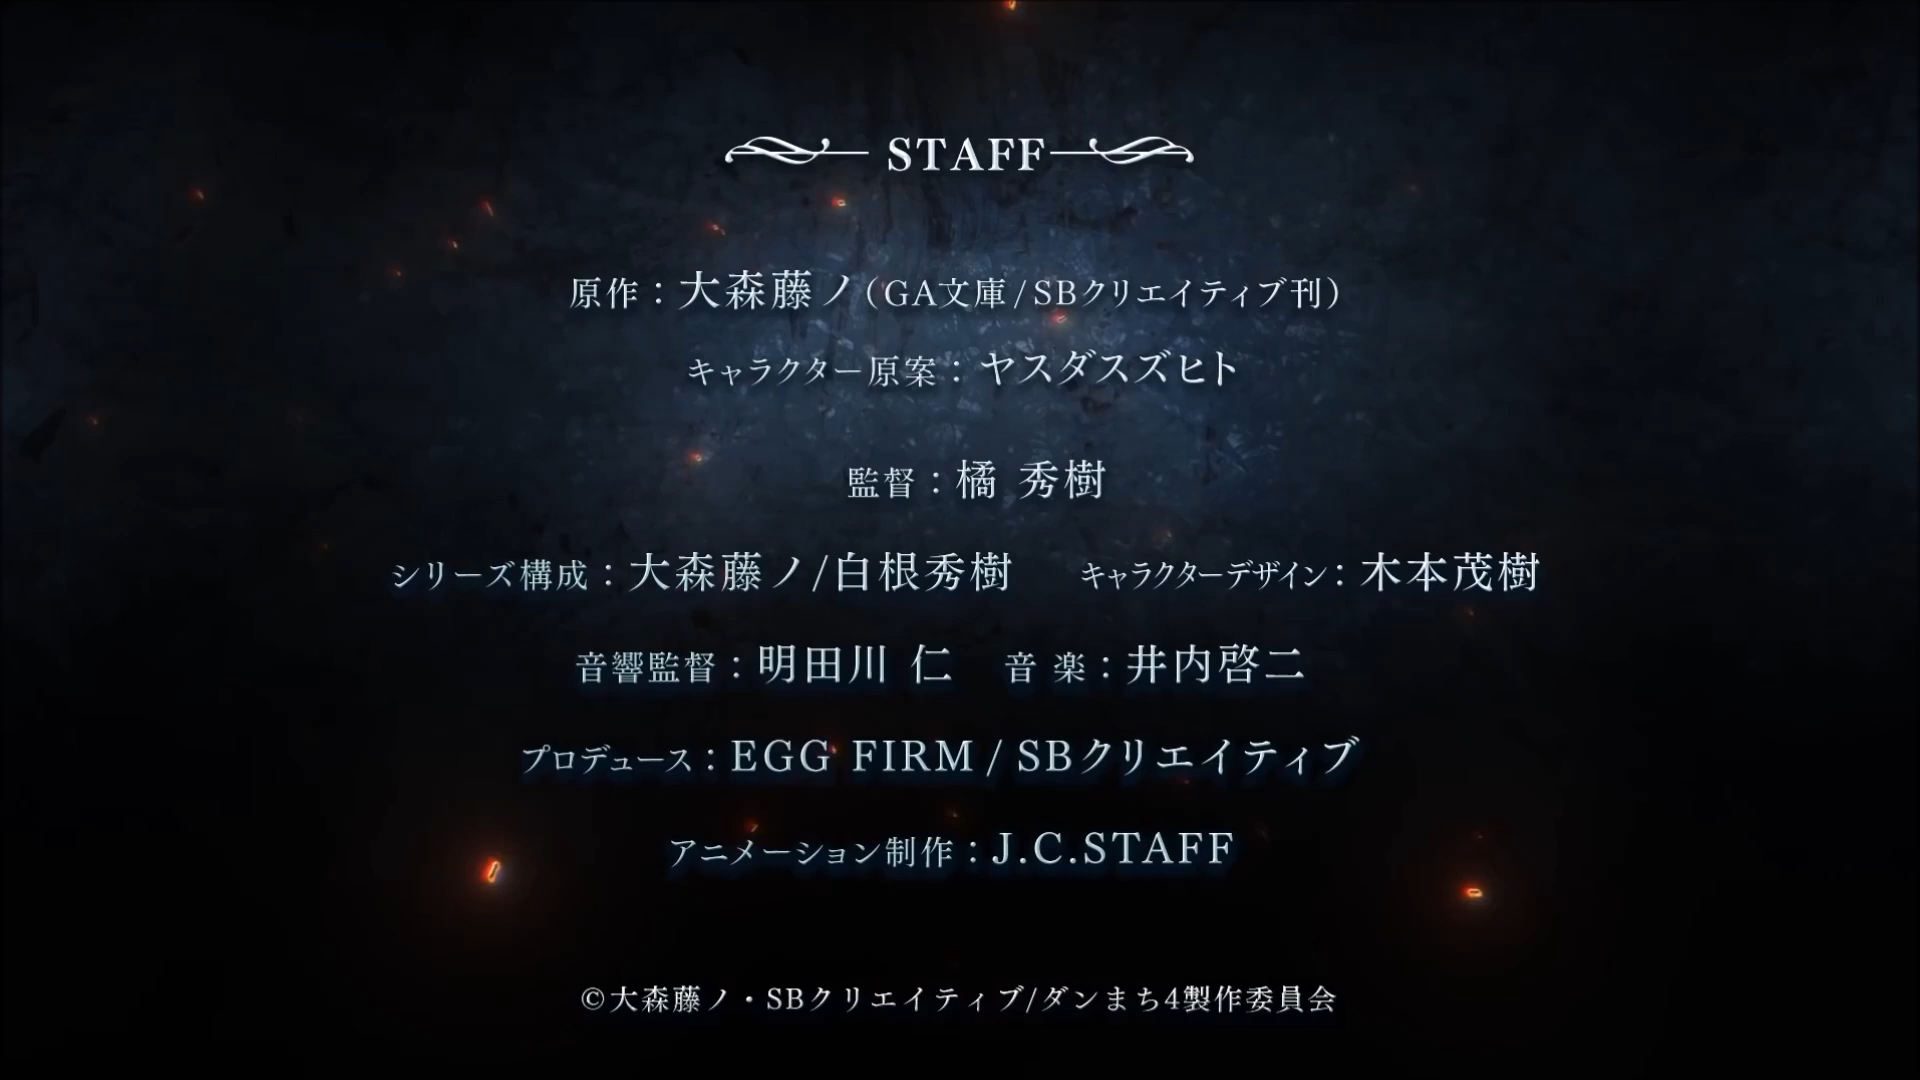 STAFF
原作：大森藤ノ（GA文庫/SBクリエイティブ刊）
キャラクター原案：ヤスダスズヒト
監督：橘 秀樹
シリーズ構成：大森藤ノ/白根秀樹 キャラクターデザイン：木本茂樹
音響監督：明田川 仁 音 楽：井内啓二
プロデュース：EGG FIRM / SBクリエイティブ
アニメーション制作：J.C.STAFF
©大森藤ノ・SBクリエイティブ/ダンまち4製作委員会